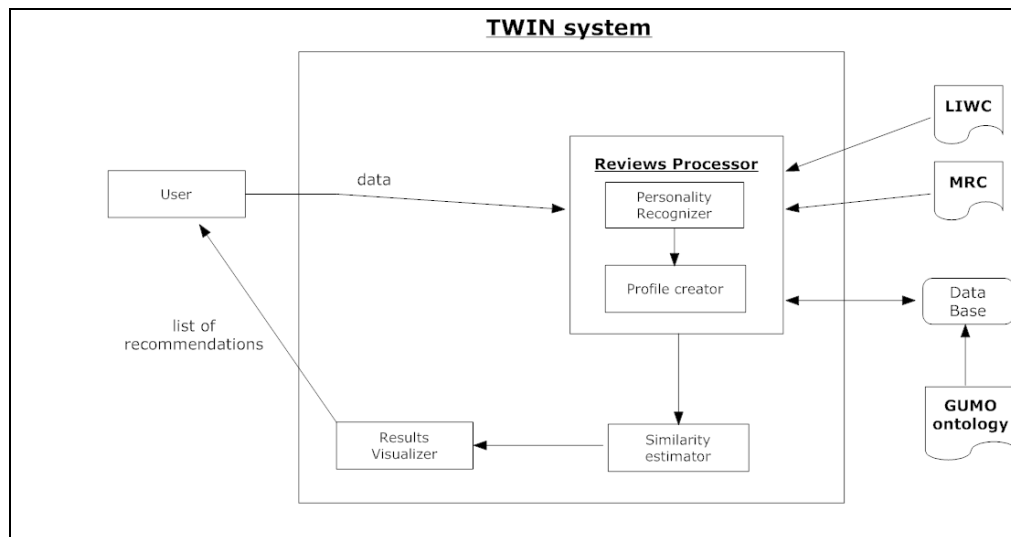 TWIN system
LIWC
Reviews Processor
MRC
User
data
Personality
Recognizer
Profile creator
Data
Base
list of
recommendations
GUMO
ontology
Results
Visualizer
Similarity
estimator